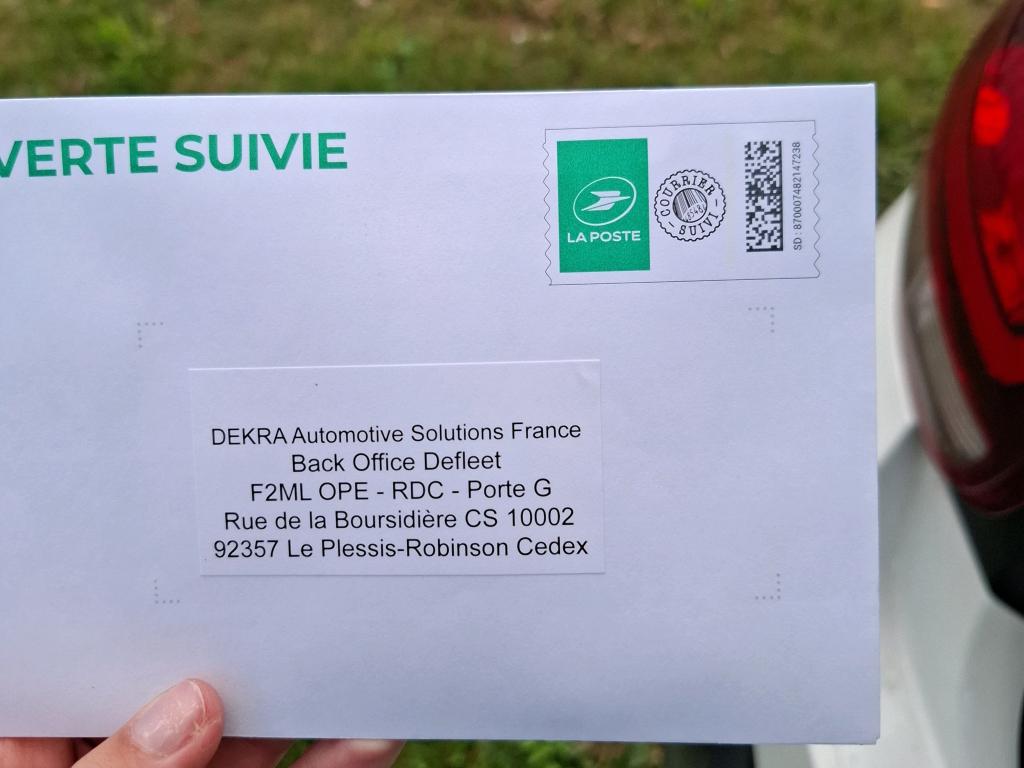 VERTE SUIVIE
LA POSTE
COURRIER
SUIVI
SD : 870007482147238
DEKRA Automotive Solutions France
Back Office Defleet
F2ML OPE - RDC - Porte G
Rue de la Boursidière CS 10002
92357 Le Plessis-Robinson Cedex